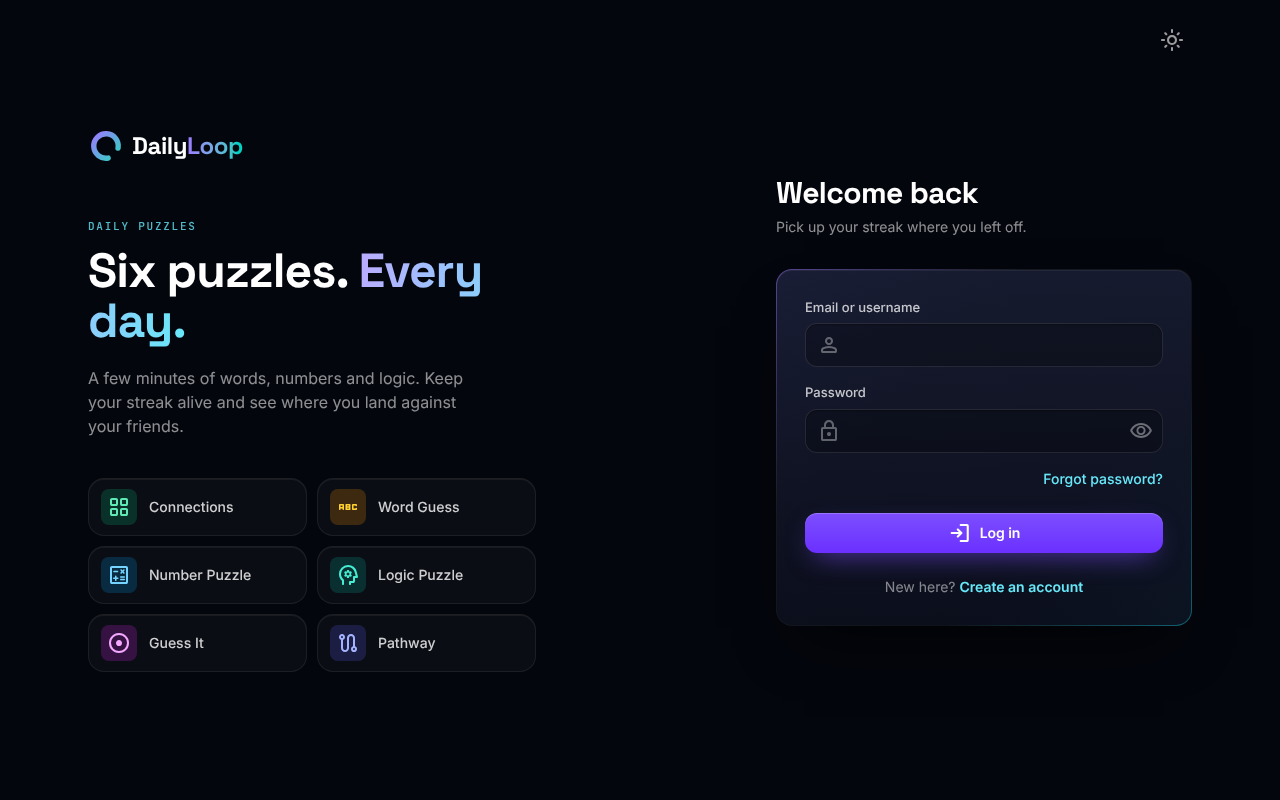 DailyLoop
DAILY PUZZLES
Six puzzles. Every
day.
A few minutes of words, numbers and logic. Keep
your streak alive and see where you land against
your friends.
Connections
ABC
Word Guess
Number Puzzle
Logic Puzzle
Guess It
Pathway
Welcome back
Pick up your streak where you left off.
Email or username
Password
Forgot password?
Log in
New here? Create an account